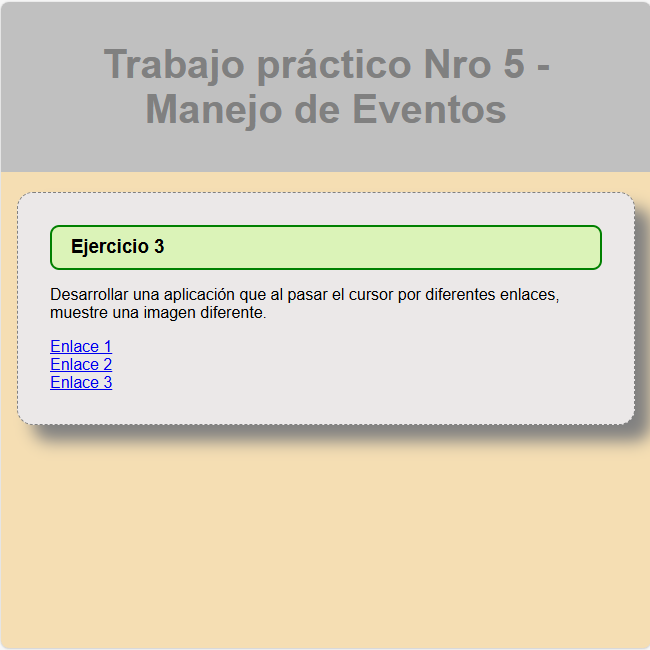 Trabajo práctico Nro 5 -
Manejo de Eventos
Ejercicio 3
Desarrollar una aplicación que al pasar el cursor por diferentes enlaces,
muestre una imagen diferente.
Enlace 1
Enlace 2
Enlace 3